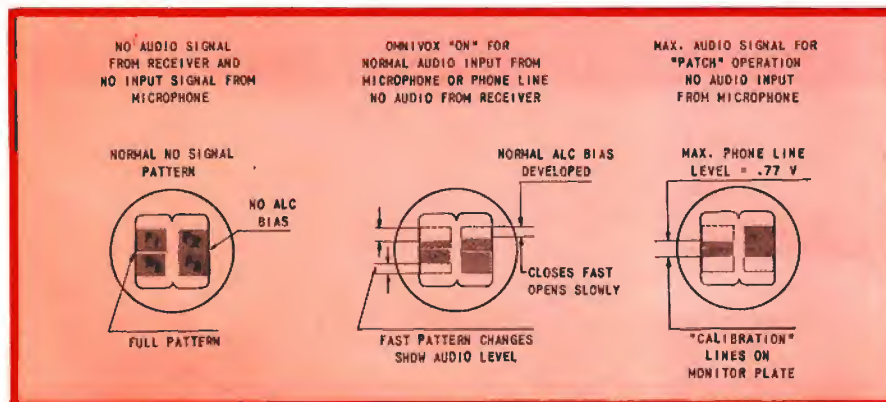 NO AUDIO SIGNAL
FROM RECEIVER AND
NO INPUT SIGNAL FROM
MICROPHONE
NORMAL NO SIGNAL
PATTERN
NO ALC
BIAS
FULL PATTERN
OMNIVOX "ON" FOR
NORMAL AUDIO INPUT FROM
MICROPHONE OR PHONE LINE
NO AUDIO FROM RECEIVER
NORMAL ALC BIAS
DEVELOPED
CLOSES FAST
OPENS SLOWLY
FAST PATTERN CHANGES
SHOW AUDIO LEVEL
MAX. AUDIO SIGNAL FOR
"PATCH" OPERATION
NO AUDIO INPUT
FROM MICROPHONE
MAX. PHONE LINE
LEVEL = .77 V
"CALIBRATION"
LINES ON
MONITOR PLATE